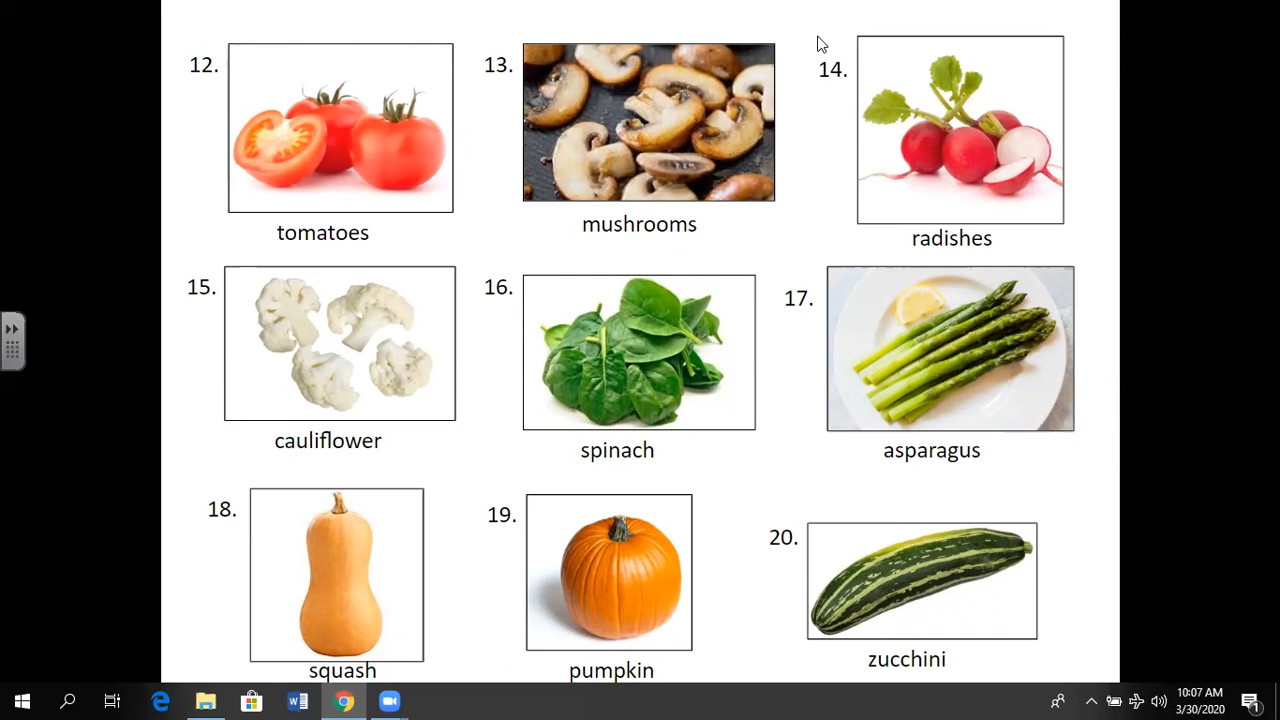 12.
tomatoes
13.
mushrooms
14.
radishes
15.
cauliflower
16.
spinach
17.
asparagus
18.
squash
19.
pumpkin
20.
zucchini
10:07 AM
3/30/2020
1